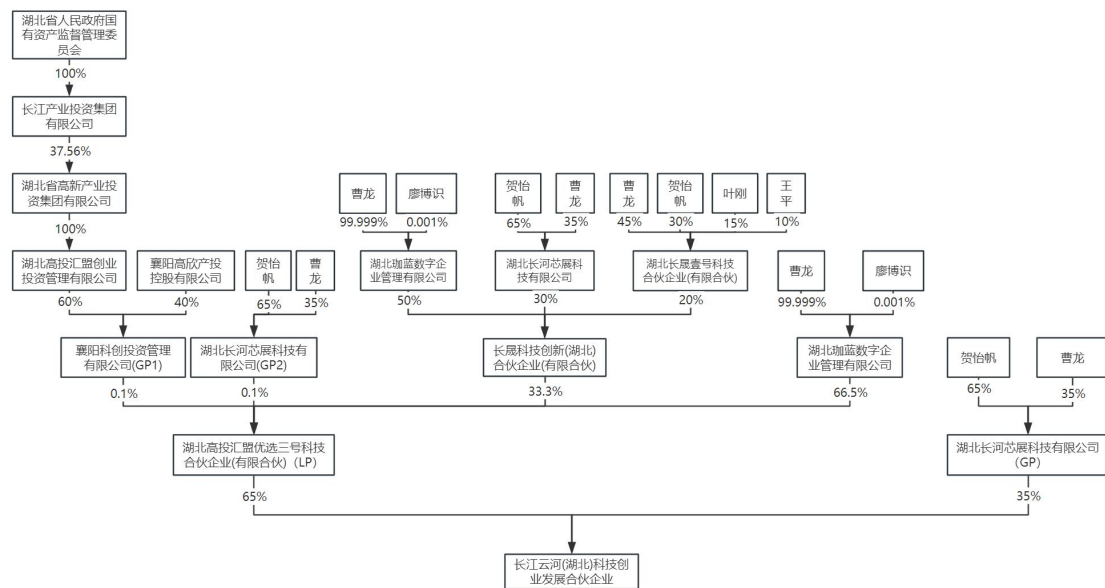 湖北省人民政府国
有资产监督管理委
员会
100%
长江产业投资集团
有限公司
37.56%
湖北省高新产业投
资集团有限公司
100%
曹龙
廖博识
99.999%
0.001%
贺怡
帆
曹
龙
65%
35%
曹
龙
贺怡
帆
叶刚
王
平
45%
30%
15%
10%
湖北高投汇盟创业
投资管理有限公司
襄阳高欣产投
控股有限公司
贺怡
帆
曹
龙
湖北珈蓝数字企
业管理有限公司
湖北长河芯展科
技有限公司
湖北长晟壹号科技
合伙企业(有限合伙)
曹龙
廖博识
60%
40%
65%
35%
50%
30%
20%
99.999%
0.001%
襄阳科创投资管理
有限公司(GP1)
湖北长河芯展科技有
限公司(GP2)
长晟科技创新(湖北)
合伙企业(有限合伙)
湖北珈蓝数字企
业管理有限公司
贺怡帆
曹龙
0.1%
0.1%
33.3%
66.5%
65%
35%
湖北高投汇盟优选三号科技
合伙企业(有限合伙)（LP）
湖北长河芯展科技有限公司
（GP）
65%
35%
长江云河(湖北)科技创
业发展合伙企业